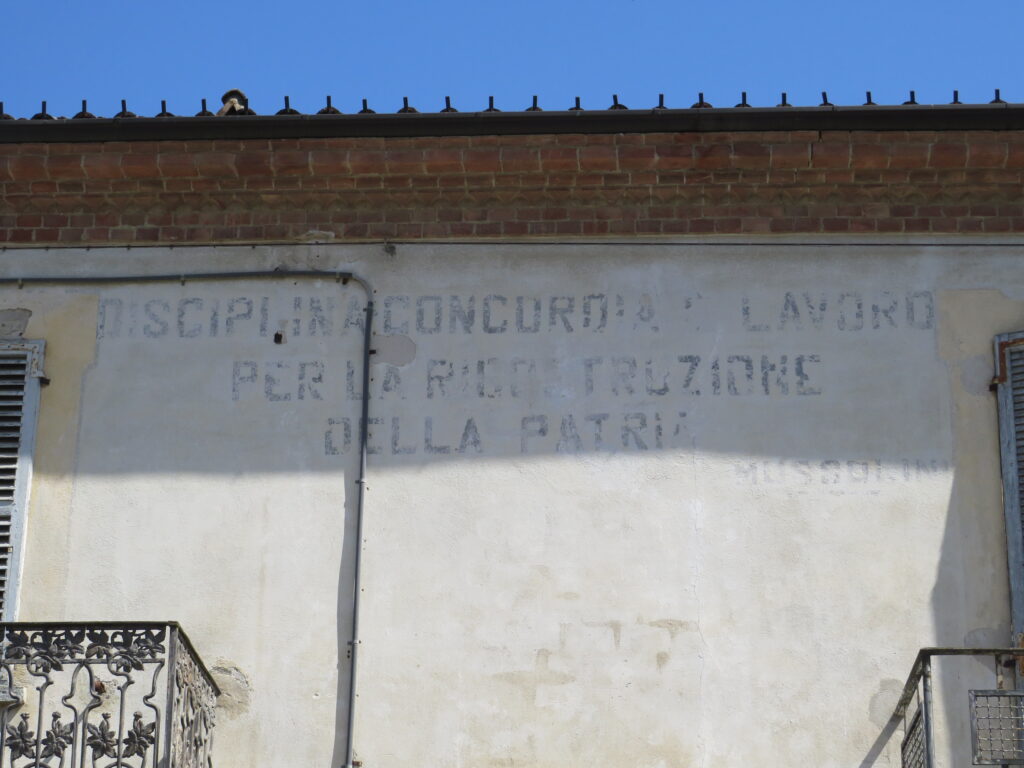 DISCIPLINA CONCORDIA E LAVORO
PER LA RICOSTRUZIONE
DELLA PATRIA
MUSSOLINI